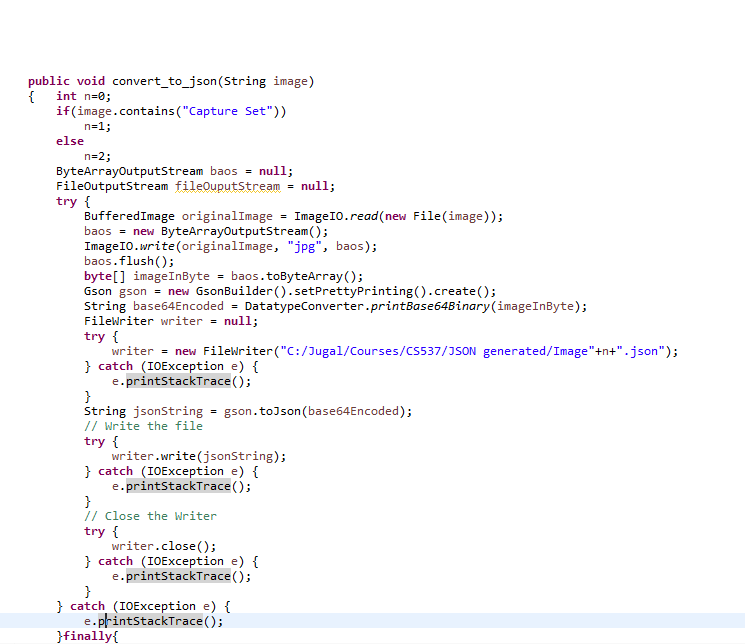 public void convert_to_json(String image)
{   int n=0;
    if(image.contains("Capture Set"))
        n=1;
    else
        n=2;
    ByteArrayOutputStream baos = null;
    FileOutputStream fileOuputStream = null;
    try {
        BufferedImage originalImage = ImageIO.read(new File(image));
        baos = new ByteArrayOutputStream();
        ImageIO.write(originalImage, "jpg", baos);
        baos.flush();
        byte[] imageInByte = baos.toByteArray();
        Gson gson = new GsonBuilder().setPrettyPrinting().create();
        String base64Encoded = DatatypeConverter.printBase64Binary(imageInByte);
        FileWriter writer = null;
        try {
            writer = new FileWriter("C:/Jugal/Courses/CS537/JSON generated/Image"+n+".json");
        } catch (IOException e) {
            e.printStackTrace();
        }
        String jsonString = gson.toJson(base64Encoded);
        // Write the file
        try {
            writer.write(jsonString);
        } catch (IOException e) {
            e.printStackTrace();
        }
        // Close the Writer
        try {
            writer.close();
        } catch (IOException e) {
            e.printStackTrace();
        }
    } catch (IOException e) {
        e.printStackTrace();
    }finally{